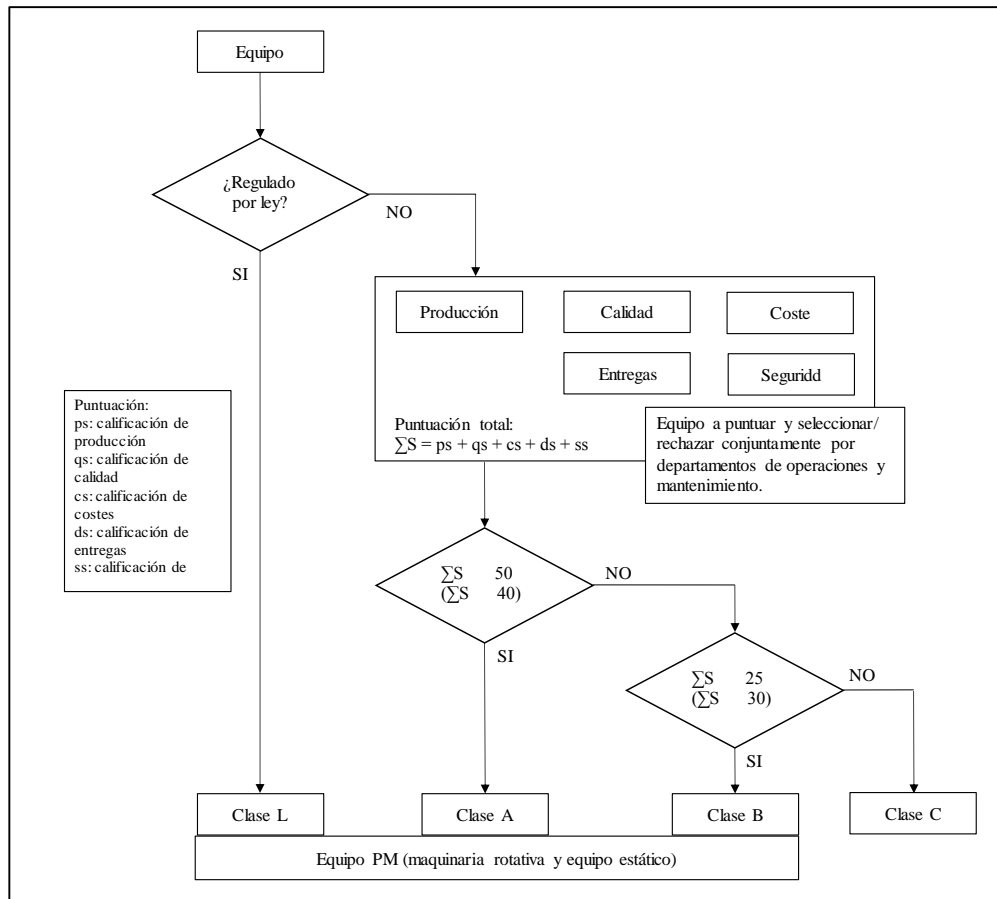 Equipo
¿Regulado
por ley?
NO
SI
Producción
Calidad
Coste
Entregas
Seguridd
Puntuación total:
∑S = ps + qs + cs + ds + ss
Equipo a puntuar y seleccionar/
rechazar conjuntamente por
departamentos de operaciones y
mantenimiento.
Puntuación:
ps: calificación de
producción
qs: calificación de
calidad
cs: calificación de
costes
ds: calificación de
entregas
ss: calificación de
∑S 50
(∑S 40)
NO
SI
∑S 25
(∑S 30)
NO
SI
Clase L
Clase A
Clase B
Clase C
Equipo PM (maquinaria rotativa y equipo estático)